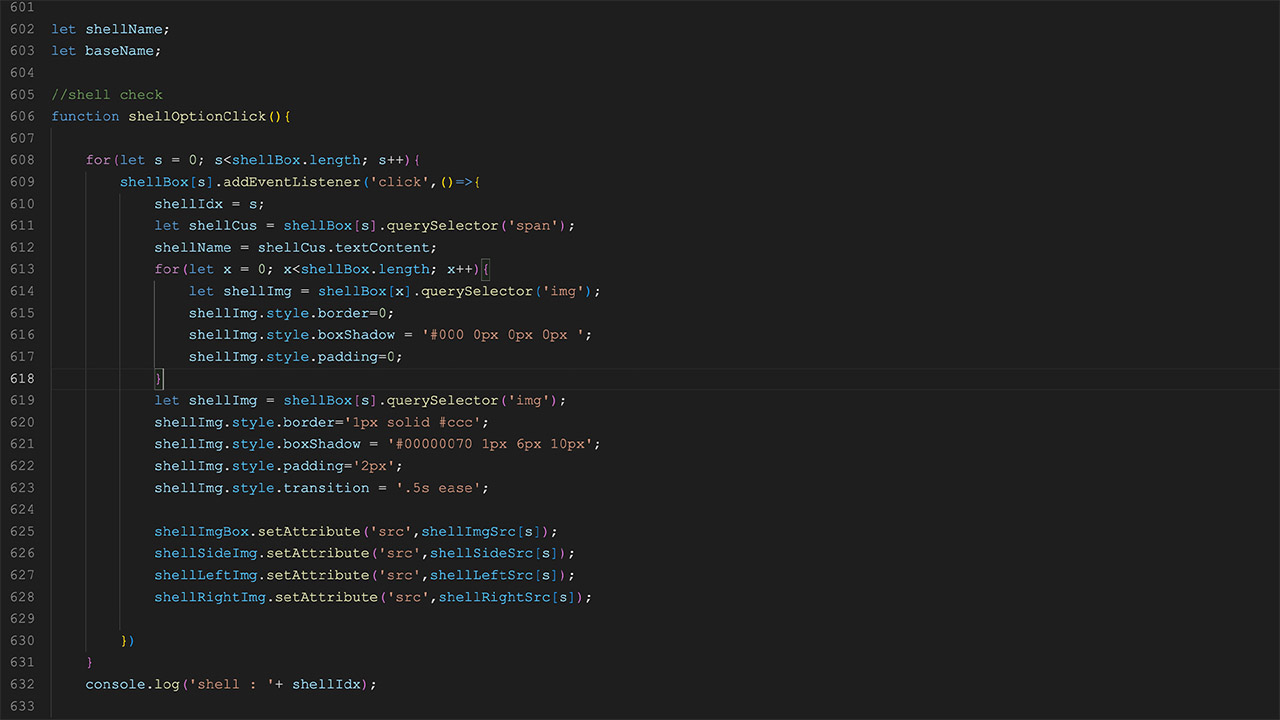 601
602 let shellName;
603 let baseName;
604
605 //shell check
606 function shellOptionClick(){
607
608 for(let s = 0; s<shellBox.length; s++){
609 shellBox[s].addEventListener('click',()=>{
610 shellIdx = s;
611 let shellCus = shellBox[s].querySelector('span');
612 shellName = shellCus.textContent;
613 for(let x = 0; x<shellBox.length; x++){
614 let shellImg = shellBox[x].querySelector('img');
615 shellImg.style.border=0;
616 shellImg.style.boxShadow = '#000 0px 0px 0px ';
617 shellImg.style.padding=0;
618 }
619 let shellImg = shellBox[s].querySelector('img');
620 shellImg.style.border='1px solid #ccc';
621 shellImg.style.boxShadow = '#00000070 1px 6px 10px';
622 shellImg.style.padding='2px';
623 shellImg.style.transition = '.5s ease';
624
625 shellImgBox.setAttribute('src',shellImgSrc[s]);
626 shellSideImg.setAttribute('src',shellSideSrc[s]);
627 shellLeftImg.setAttribute('src',shellLeftSrc[s]);
628 shellRightImg.setAttribute('src',shellRightSrc[s]);
629
630 })
631 }
632 console.log('shell : '+ shellIdx);
633